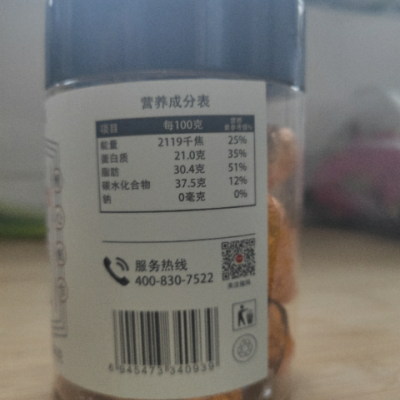 营养成分表
项目 每100克 营养素参考值%
能量 2119千焦 25%
蛋白质 21.0克 35%
脂肪 30.4克 51%
碳水化合物 37.5克 12%
钠 0毫克 0%
服务热线
400-830-7522
6 945473 340939